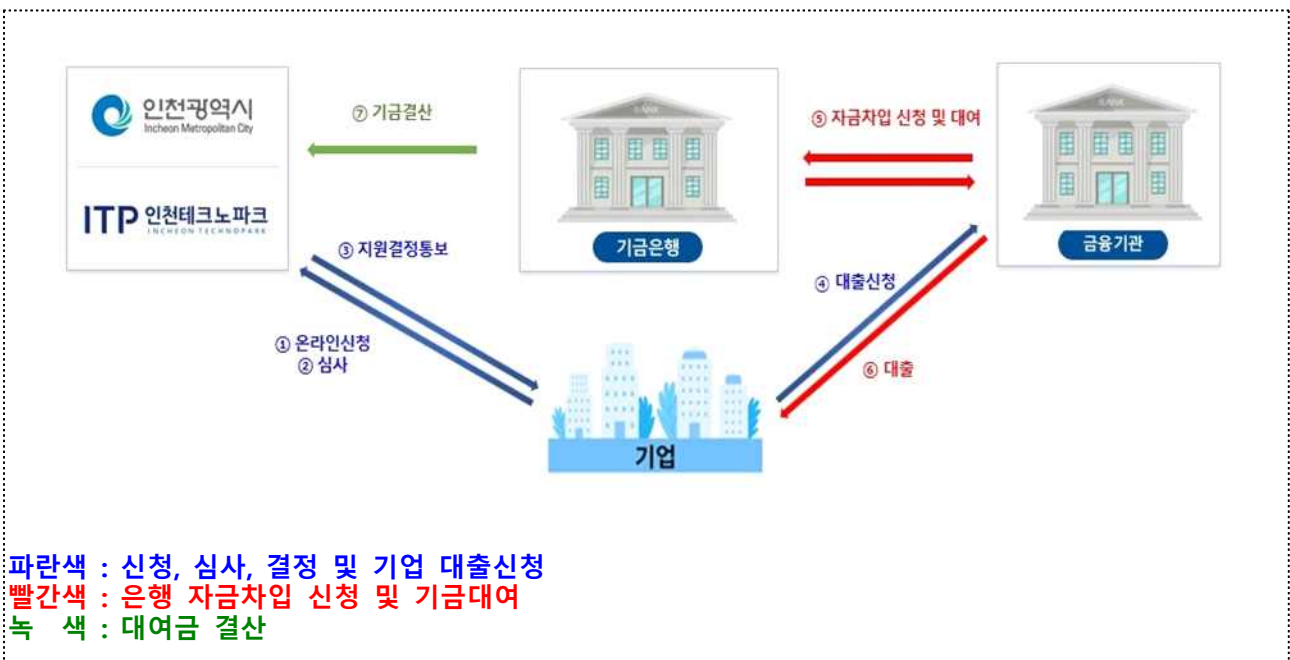 인천광역시
Incheon Metropolitan City
ITP 인천테크노파크
INCHEON TECHNOPARK
⑦ 기금결산
BANK
기금은행
⑤ 자금차입 신청 및 대여
BANK
금융기관
③ 지원결정통보
① 온라인신청
② 심사
④ 대출신청
⑥ 대출
기업
파란색 : 신청, 심사, 결정 및 기업 대출신청
빨간색 : 은행 자금차입 신청 및 기금대여
녹 색 : 대여금 결산